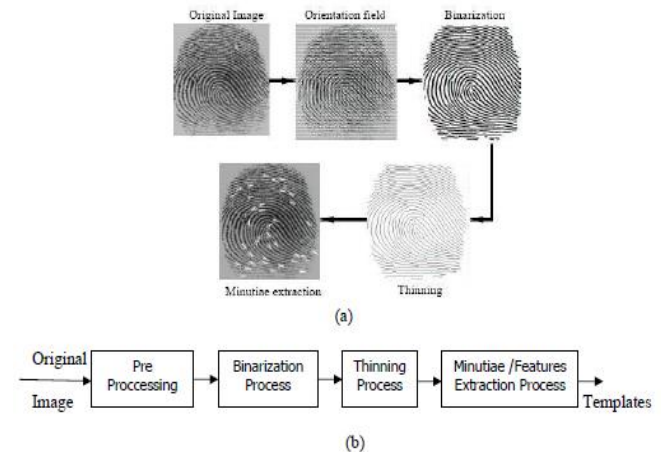 Original Image
Orientation field
Binarization
Minutiae extraction
Thinning
(a)
Original
Image
Pre
Proccessing
Binarization
Process
Thinning
Process
Minutiae /Features
Extraction Process
Templates
(b)